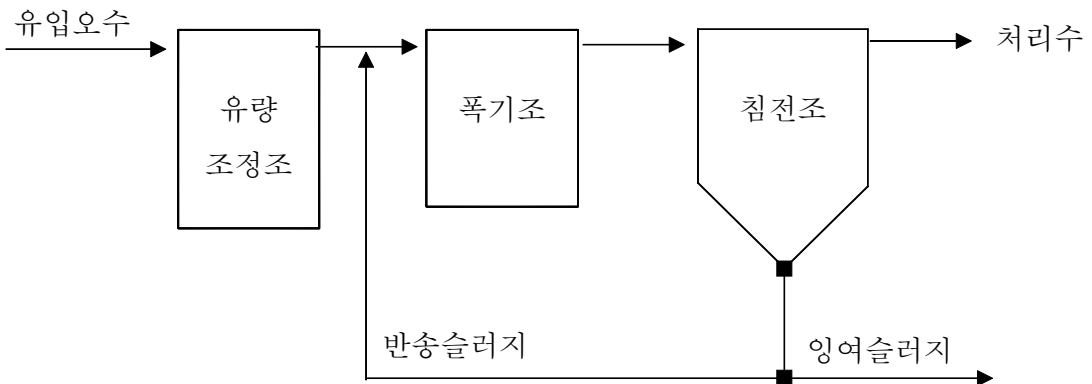 유입오수
처리수
유량
조정조
폭기조
침전조
반송슬러지
잉여슬러지